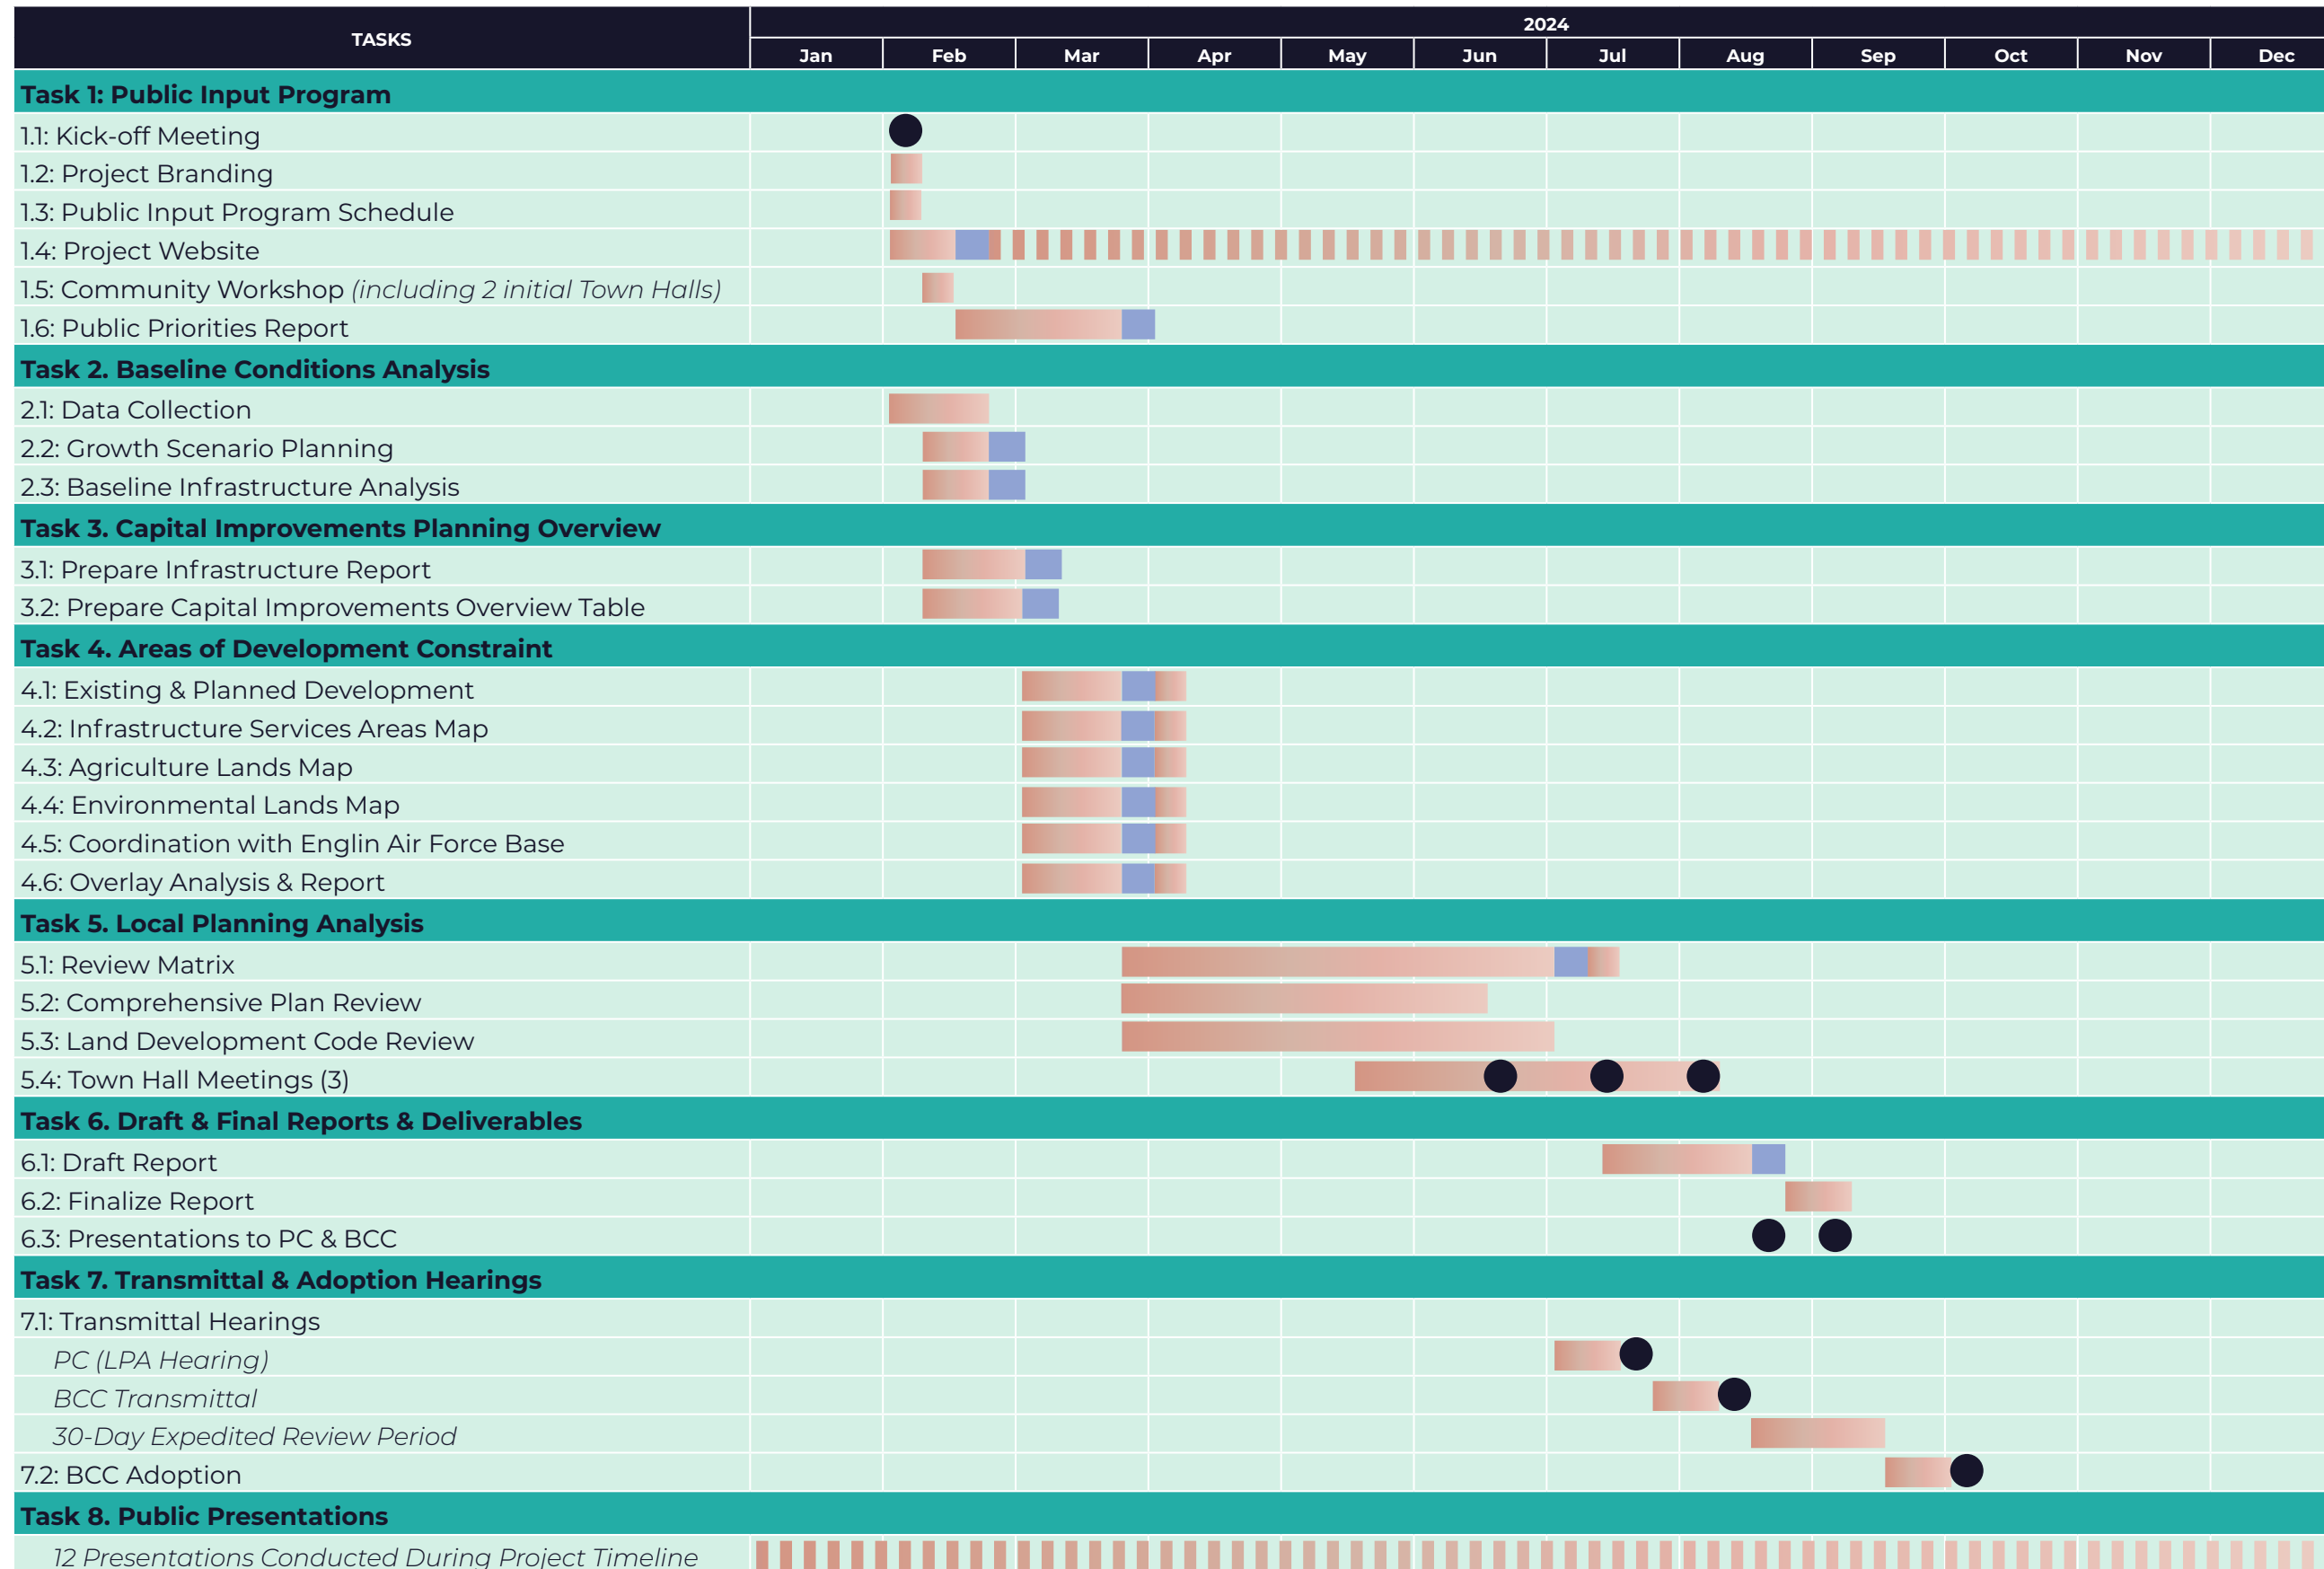 TASKS
2024
Jan Feb Mar Apr May Jun Jul Aug Sep Oct Nov Dec
Task 1: Public Input Program
1.1: Kick-off Meeting
1.2: Project Branding
1.3: Public Input Program Schedule
1.4: Project Website
1.5: Community Workshop (including 2 initial Town Halls)
1.6: Public Priorities Report
Task 2. Baseline Conditions Analysis
2.1: Data Collection
2.2: Growth Scenario Planning
2.3: Baseline Infrastructure Analysis
Task 3. Capital Improvements Planning Overview
3.1: Prepare Infrastructure Report
3.2: Prepare Capital Improvements Overview Table
Task 4. Areas of Development Constraint
4.1: Existing & Planned Development
4.2: Infrastructure Services Areas Map
4.3: Agriculture Lands Map
4.4: Environmental Lands Map
4.5: Coordination with Englin Air Force Base
4.6: Overlay Analysis & Report
Task 5. Local Planning Analysis
5.1: Review Matrix
5.2: Comprehensive Plan Review
5.3: Land Development Code Review
5.4: Town Hall Meetings (3)
Task 6. Draft & Final Reports & Deliverables
6.1: Draft Report
6.2: Finalize Report
6.3: Presentations to PC & BCC
Task 7. Transmittal & Adoption Hearings
7.1: Transmittal Hearings
PC (LPA Hearing)
BCC Transmittal
30-Day Expedited Review Period
7.2: BCC Adoption
Task 8. Public Presentations
12 Presentations Conducted During Project Timeline